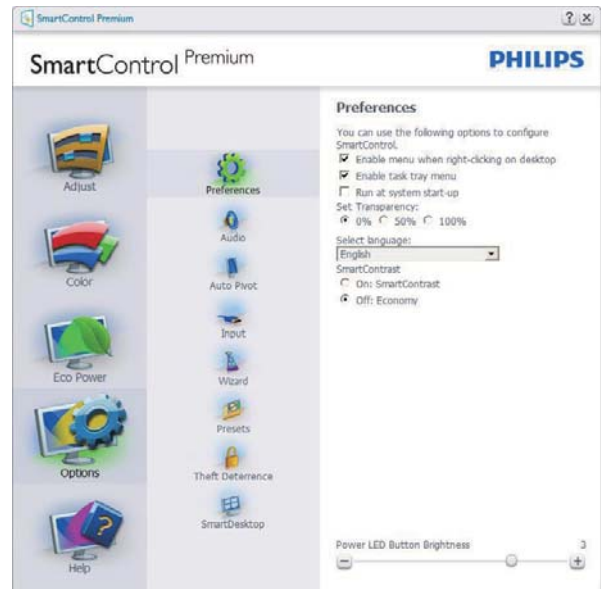 SmartControl Premium
? ×
SmartControl Premium
PHILIPS
Adjust
Color
Eco Power
Options
Help
Preferences
Audio
Auto Pivot
Input
Wizard
Presets
Theft Deterrence
SmartDesktop
Preferences
You can use the following options to configure
SmartControl.
Enable menu when right-clicking on desktop
Enable task tray menu
Run at system start-up
Set Transparency:
0% 50% 100%
Select language:
English
SmartContrast
On: SmartContrast
Off: Economy
Power LED Button Brightness 3